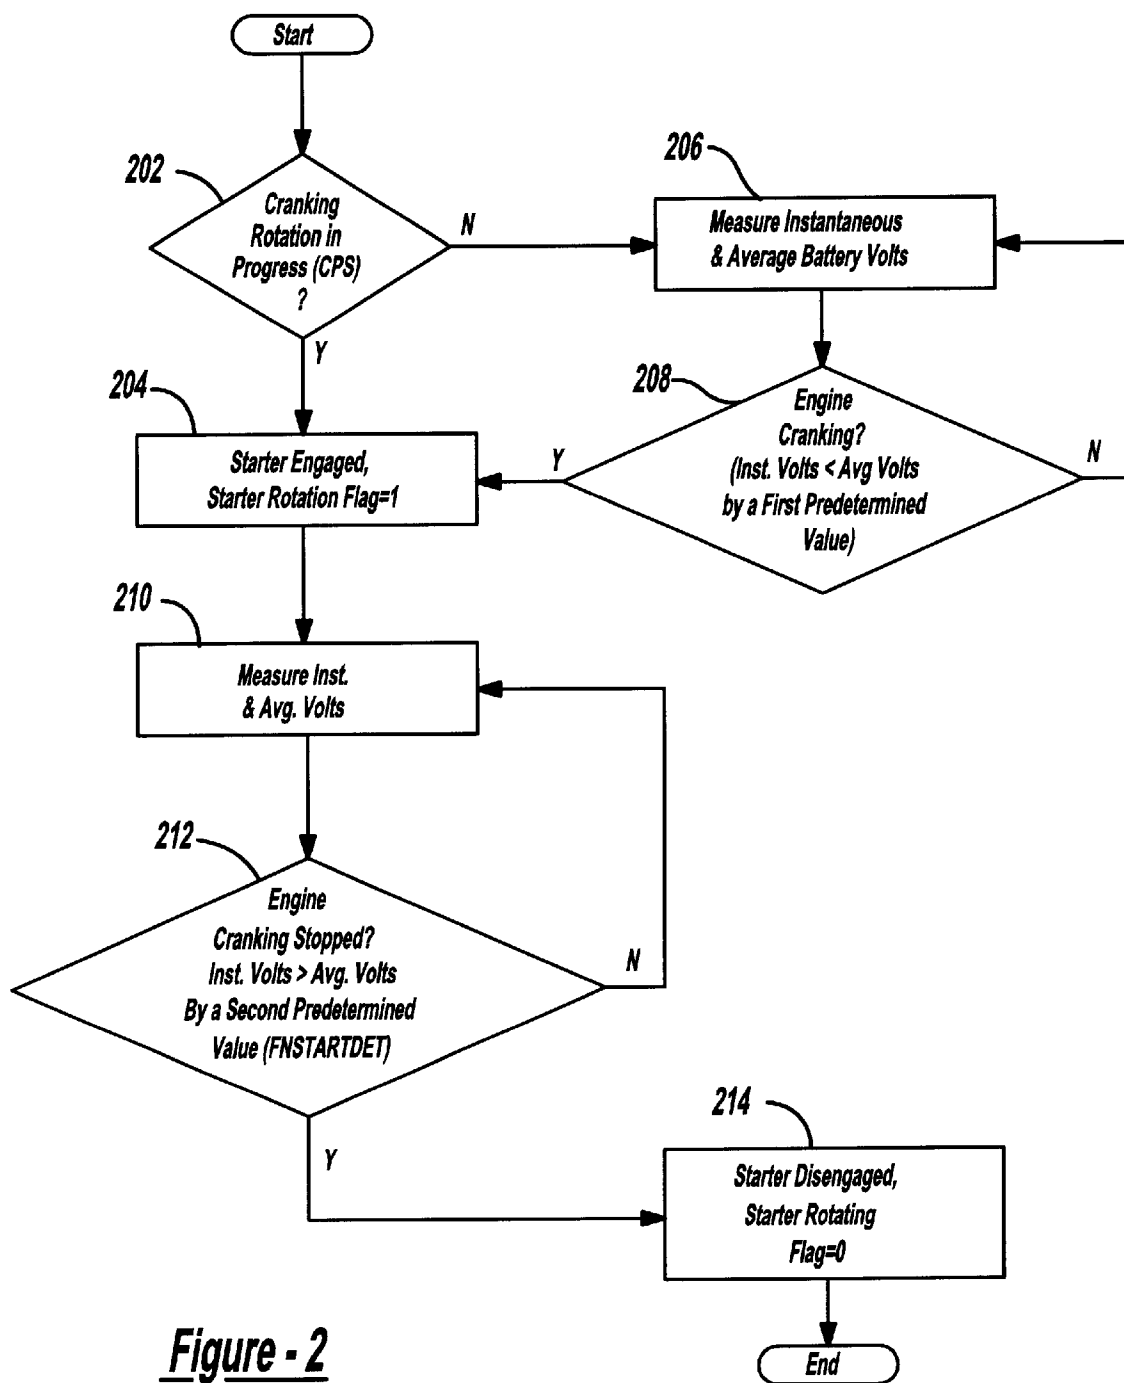 Start
202
Cranking
Rotation in
Progress (CPS)
?
N
Y
206
Measure Instantaneous
& Average Battery Volts
208
Engine
Cranking?
(Inst. Volts < Avg Volts
by a First Predetermined
Value)
Y
N
204
Starter Engaged,
Starter Rotation Flag=1
210
Measure Inst.
& Avg. Volts
212
Engine
Cranking Stopped?
Inst. Volts > Avg. Volts
By a Second Predetermined
Value (FNSTARTDET)
N
Y
214
Starter Disengaged,
Starter Rotating
Flag=0
End
Figure - 2